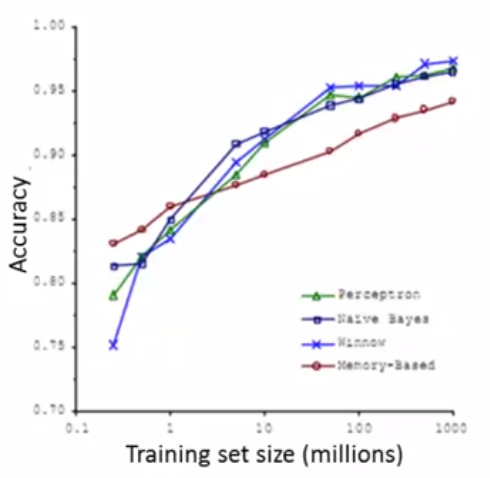 1.00
0.95
0.90
0.85
0.80
0.75
0.70
Accuracy
Perceptron
Naïve Bayes
Winnow
Memory-Based
0.1 1 10 100 1000
Training set size (millions)